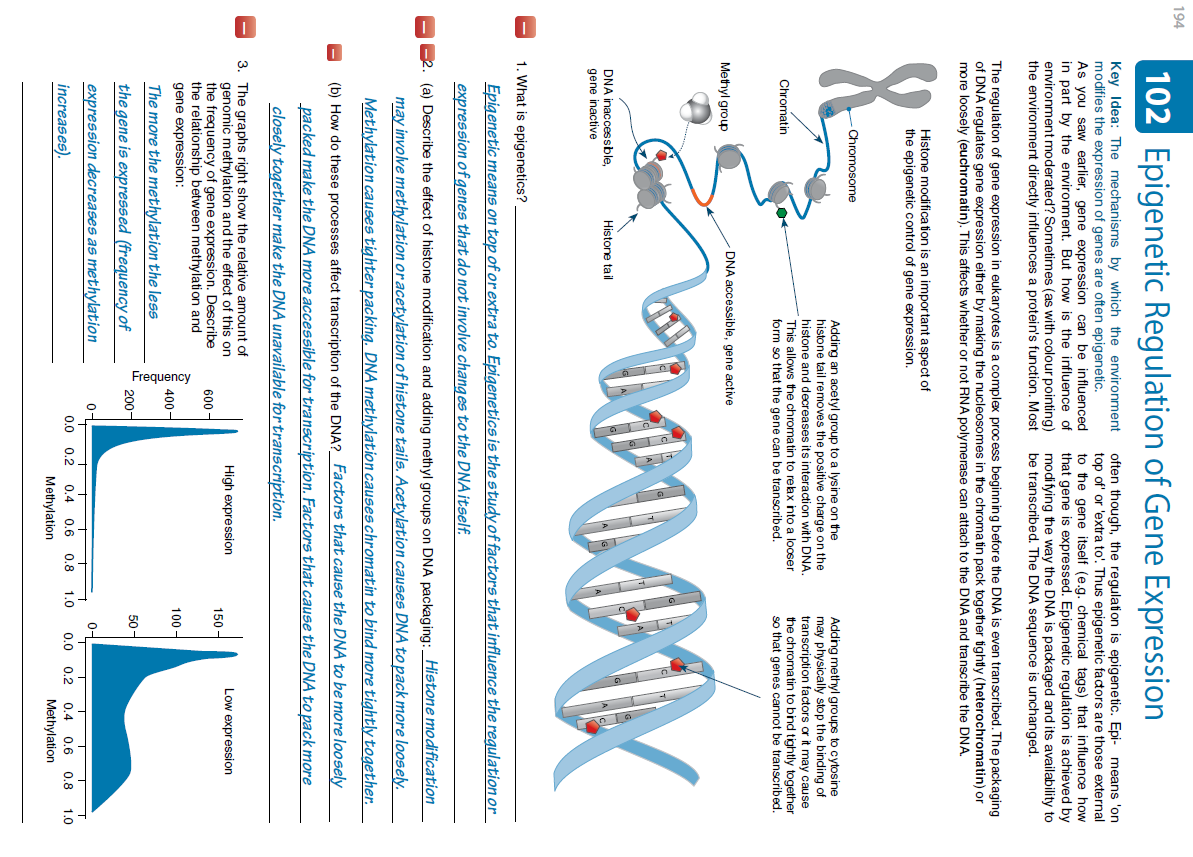 194
102 Epigenetic Regulation of Gene Expression
Key Idea: The mechanisms by which the environment
modifies the expression of genes are often epigenetic.
As you saw earlier, gene expression can be influenced
in part by the environment. But how is the influence of
environment moderated? Sometimes (as with colour pointing)
the environment directly influences a protein's function. Most
often though, the regulation is epigenetic. Epi- means 'on
top of' or 'extra to'. Thus epigenetic factors are those external
to the gene itself (e.g. chemical tags) that influence how
that gene is expressed. Epigenetic regulation is achieved by
modifying the way the DNA is packaged and its availability to
be transcribed. The DNA sequence is unchanged.
The regulation of gene expression in eukaryotes is a complex process beginning before the DNA is even transcribed. The packaging
of DNA regulates gene expression either by making the nucleosomes in the chromatin pack together tightly (heterochromatin) or
more loosely (euchromatin). This affects whether or not RNA polymerase can attach to the DNA and transcribe the DNA.
Histone modification is an important aspect of
the epigenetic control of gene expression.
Chromosome
Chromatin
Adding an acetyl group to a lysine on the
histone tail removes the positive charge on the
histone and decreases its interaction with DNA.
This allows the chromatin to relax into a looser
form so that the gene can be transcribed.
Adding methyl groups to cytosine
may physically stop the binding of
transcription factors or it may cause
the chromatin to bind tightly together
so that genes cannot be transcribed.
Methyl group
DNA accessible, gene active
DNA inaccessible,
gene inactive
Histone tail
1. What is epigenetics?
Epigenetic means on top of or extra to. Epigenetics is the study of factors that influence the regulation or
expression of genes that do not involve changes to the DNA itself.
2. (a) Describe the effect of histone modification and adding methyl groups on DNA packaging: Histone modification
may involve methylation or acetylation of histone tails. Acetylation causes DNA to pack more loosely.
Methylation causes tighter packing. DNA methylation causes chromatin to bind more tightly together.
(b) How do these processes affect transcription of the DNA? Factors that cause the DNA to be more loosely
packed make the DNA more accessible for transcription. Factors that cause the DNA to pack more
closely together make the DNA unavailable for transcription.
3. The graphs right show the relative amount of
genomic methylation and the effect of this on
the frequency of gene expression. Describe
the relationship between methylation and
gene expression:
The more the methylation the less
the gene is expressed (frequency of
expression decreases as methylation
increases).
High expression
Frequency
600
400
200
0
0.0 0.2 0.4 0.6 0.8 1.0
Methylation
Low expression
150
100
50
0
0.0 0.2 0.4 0.6 0.8 1.0
Methylation